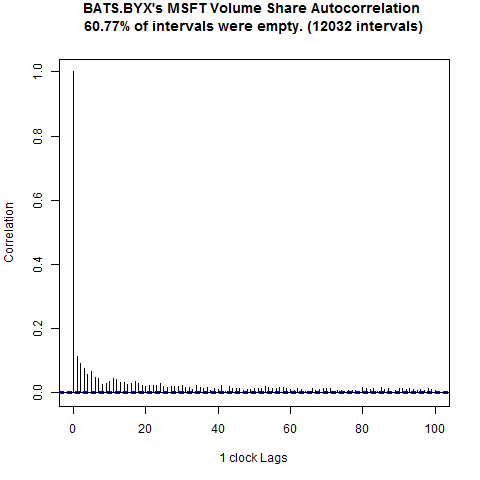 BATS.BYX's MSFT Volume Share Autocorrelation
60.77% of intervals were empty. (12032 intervals)
Correlation
1.0
0.8
0.6
0.4
0.2
0.0
0 20 40 60 80 100
1 clock Lags